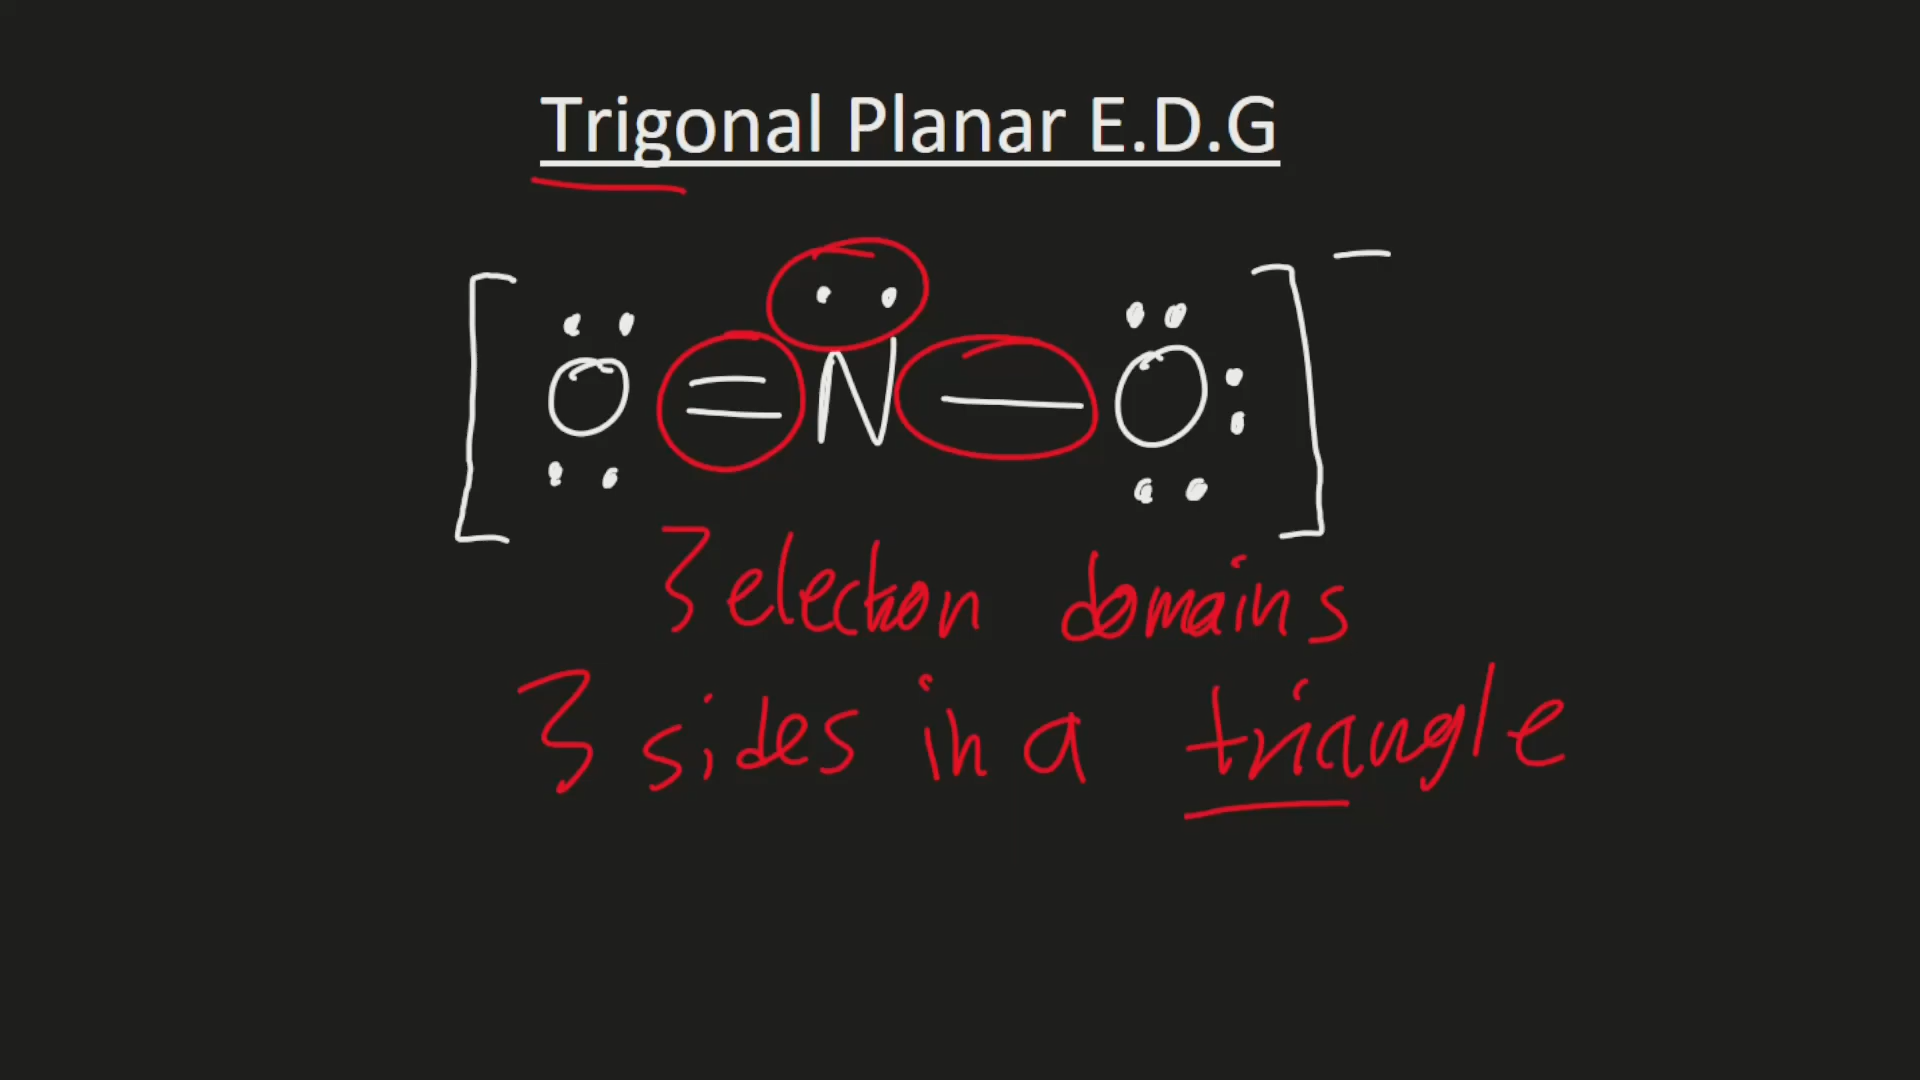 Trigonal Planar E.D.G
[O=N—O]⁻
3 electron domains
3 sides in a triangle